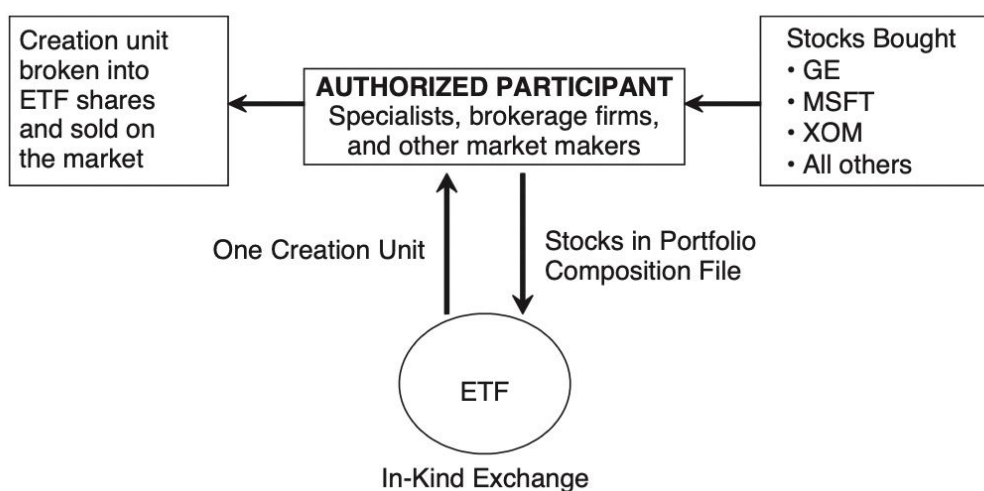 Creation unit
broken into
ETF shares
and sold on
the market
AUTHORIZED PARTICIPANT
Specialists, brokerage firms,
and other market makers
Stocks Bought
• GE
• MSFT
• XOM
• All others
One Creation Unit
Stocks in Portfolio
Composition File
ETF
In-Kind Exchange